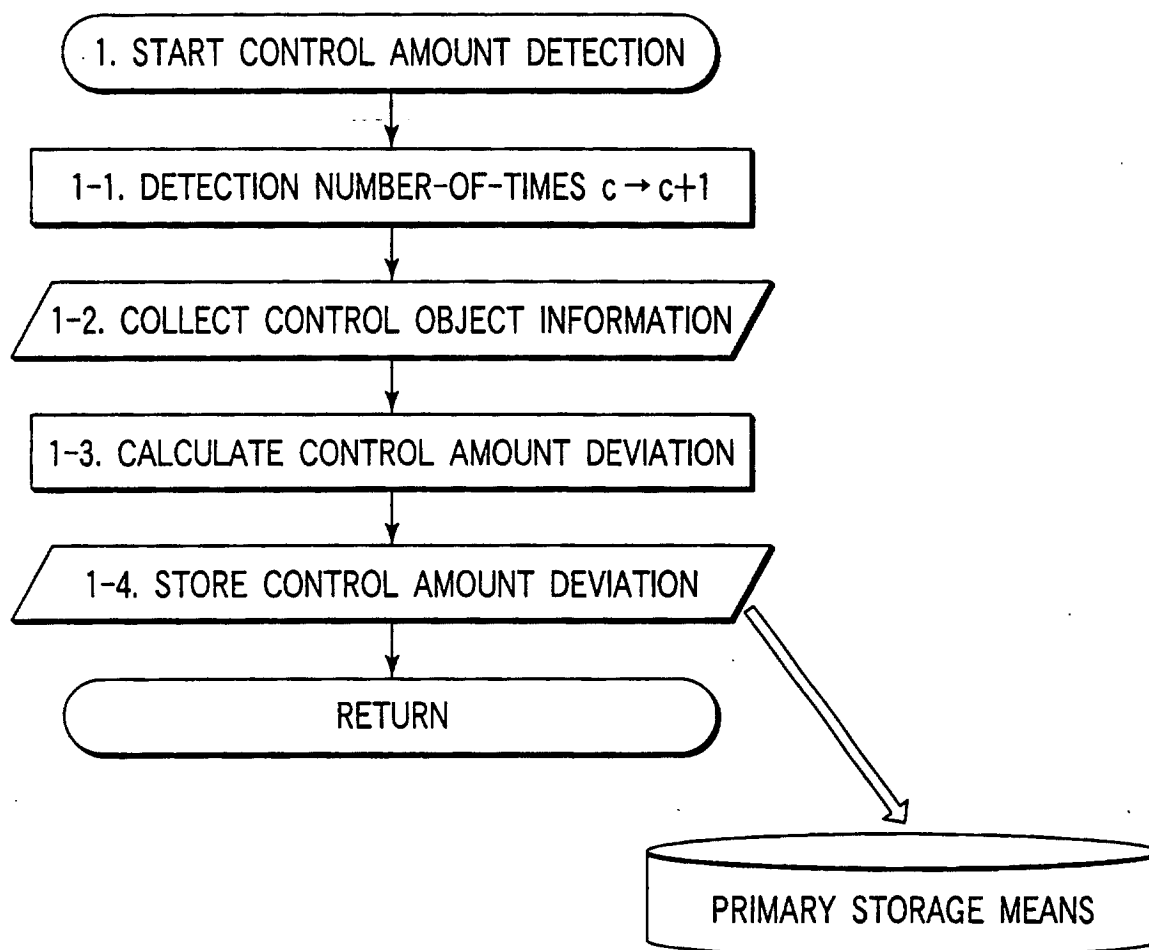 1. START CONTROL AMOUNT DETECTION
1-1. DETECTION NUMBER-OF-TIMES c → c+1
1-2. COLLECT CONTROL OBJECT INFORMATION
1-3. CALCULATE CONTROL AMOUNT DEVIATION
1-4. STORE CONTROL AMOUNT DEVIATION
RETURN
PRIMARY STORAGE MEANS